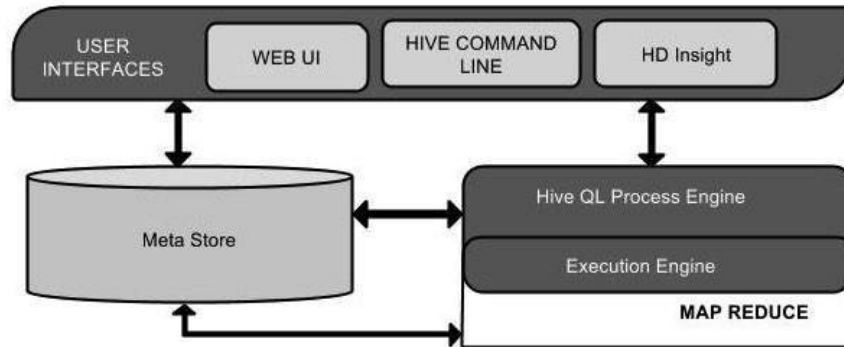 USER
INTERFACES
WEB UI
HIVE COMMAND
LINE
HD Insight
Meta Store
Hive QL Process Engine
Execution Engine
MAP REDUCE